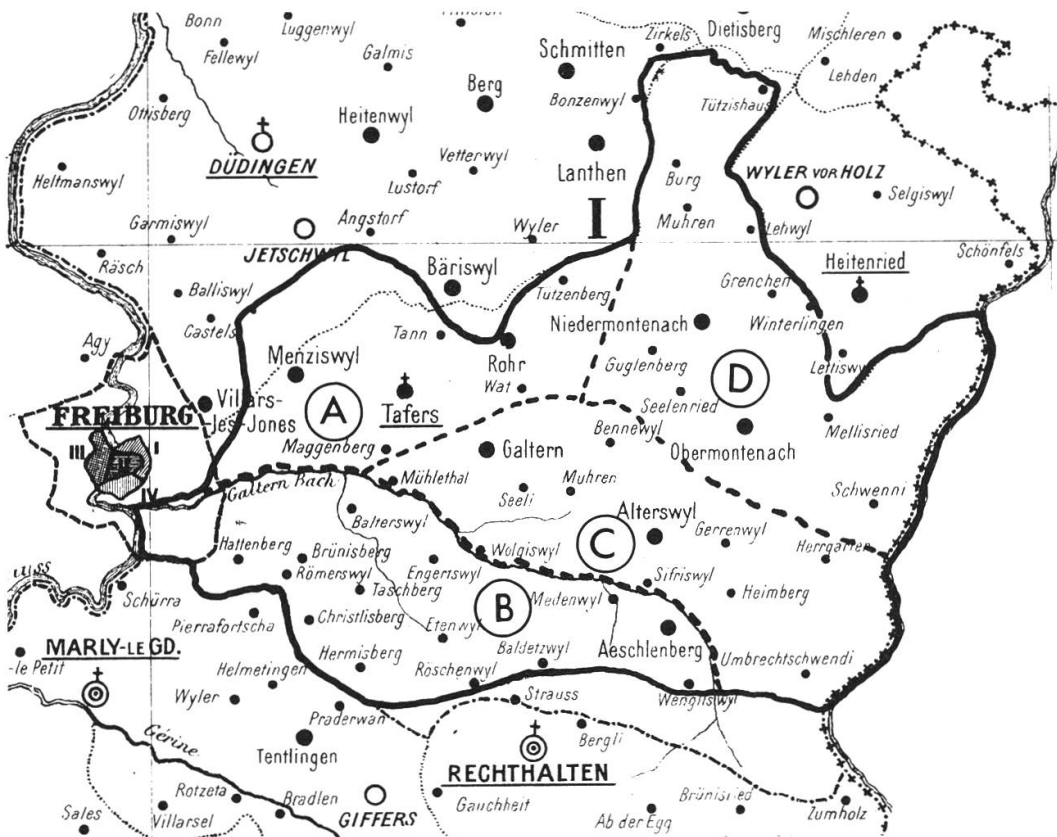 Bonn
Luggenwyl
Fellewyl
Galmis
Schmitten
Zirkels
Dietisberg
Mischleren
Lehden
Ottisberg
Berg
Bonzenwyl
Tützishaus
Heitenwyl
DÜDINGEN
Vetterwyl
Lanthen
Heltmanswyl
Lustorf
Burg
WYLER VOR HOLZ
Selgiswyl
Garmiswyl
Angstorf
Wyler
I
Muhren
Lehwyl
JETSCHWYL
Räsch
Bäriswyl
Heitenried
Schönfels
Balliswyl
Tützenberg
Grenchen
Castels
Tann
Niedermontenach
Winterlingen
Agy
Menziswyl
Rohr
Guglenberg
Letiswyl
Wat
D
Villars
-les-Jones
A
Tafers
Seelenried
FREIBURG
Mellisried
III
I
Maggenberg
Galtern
Bennewyl
Obermontenach
IV
Galtern Bach
Mühlethal
Seeli
Muhren
Schwenni
Balterswyl
Alterswyl
Gerrenwyl
Hattenberg
Brünisberg
Wolgiswyl
C
Herrgarten
Römerswyl
Engertswyl
Sifriswyl
Schürra
Taschberg
Medenwyl
Heimberg
Pierrafortscha
Christlisberg
Etenwyl
B
Aeschlenberg
MARLY-LE GD.
-le Petit
Helmetingen
Hermisberg
Baldetzwyl
Umbrechtschwendi
Wyler
Röschenwyl
Strauss
Wengliswyl
Praderwan
Bergli
Gérine
Tentlingen
RECHTHALTEN
Rotzeta
Bradlen
GIFFERS
Gauchheit
Brünisried
Zumholz
Sales
Villarsel
Ab der Egg